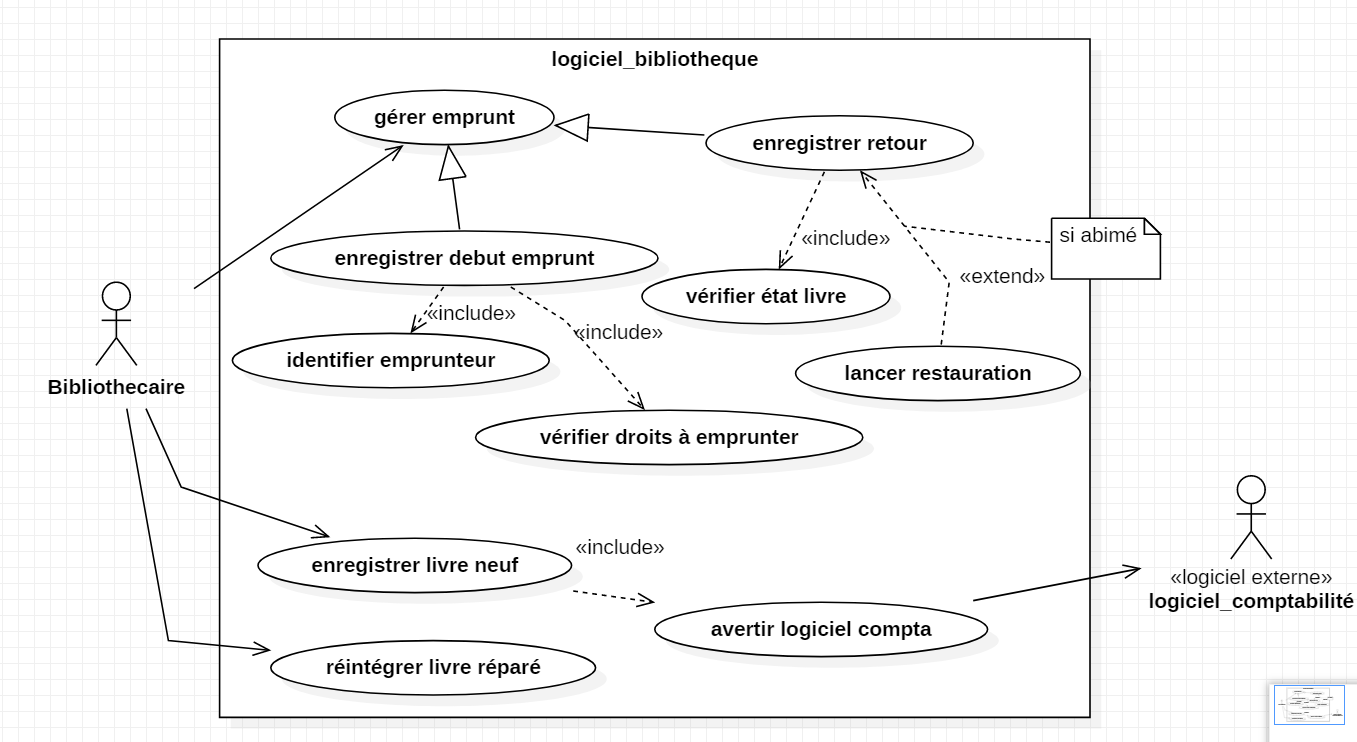 logiciel_bibliotheque
gérer emprunt
enregistrer retour
si abimé
«include»
enregistrer debut emprunt
«extend»
vérifier état livre
«include»
«include»
identifier emprunteur
lancer restauration
Bibliothecaire
vérifier droits à emprunter
«include»
enregistrer livre neuf
«logiciel externe»
logiciel_comptabilité
avertir logiciel compta
réintégrer livre réparé